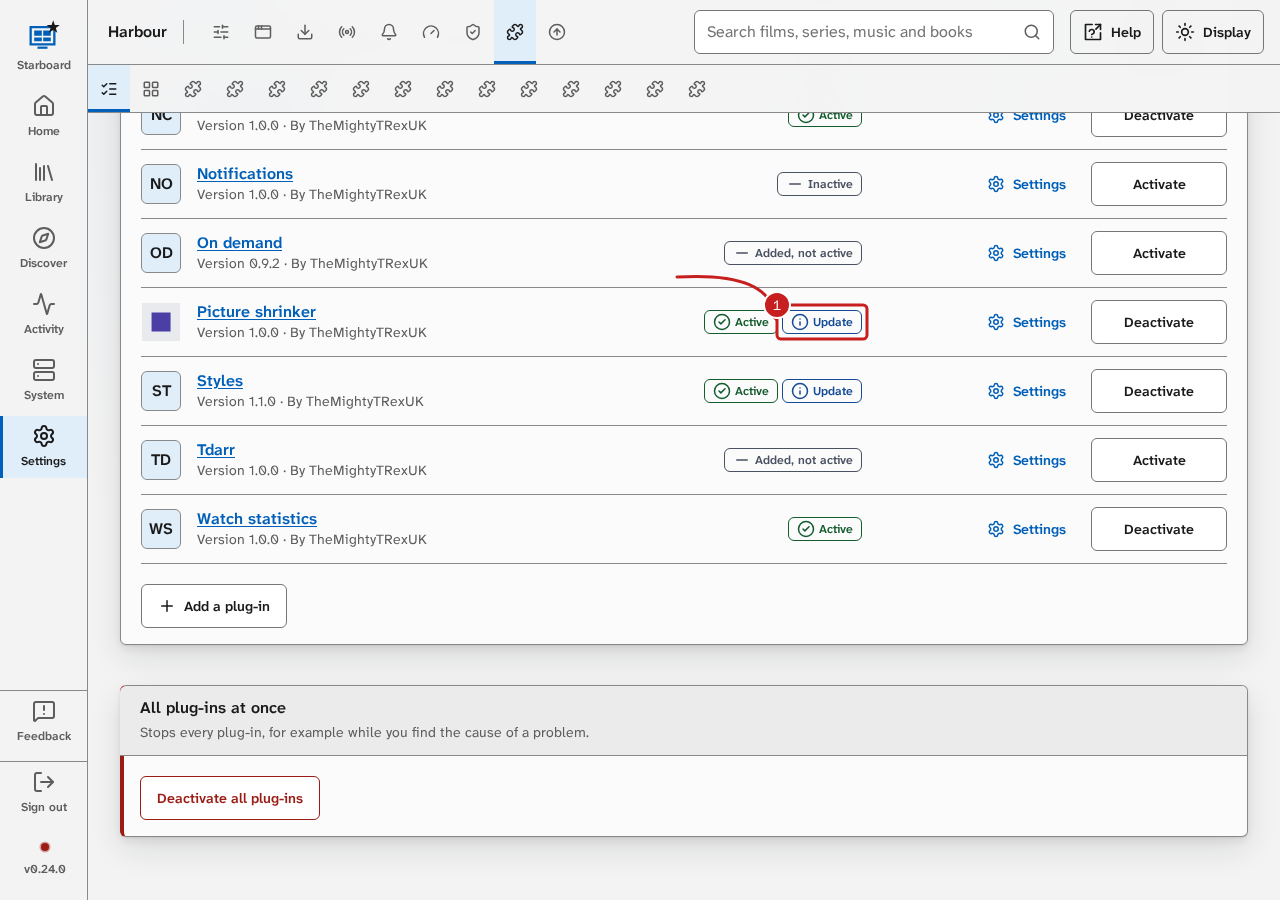 Starboard
Home
Library
Discover
Activity
System
Settings
Feedback
Sign out
v0.24.0
Harbour
Search films, series, music and books
Help
Display
NC
Version 1.0.0 · By TheMightyTRexUK
Active
Settings
Deactivate
NO
Notifications
Version 1.0.0 · By TheMightyTRexUK
Inactive
Settings
Activate
OD
On demand
Version 0.9.2 · By TheMightyTRexUK
Added, not active
Settings
Activate
Picture shrinker
Version 1.0.0 · By TheMightyTRexUK
Active
1
Update
Settings
Deactivate
ST
Styles
Version 1.1.0 · By TheMightyTRexUK
Active
Update
Settings
Deactivate
TD
Tdarr
Version 1.0.0 · By TheMightyTRexUK
Added, not active
Settings
Activate
WS
Watch statistics
Version 1.0.0 · By TheMightyTRexUK
Active
Settings
Deactivate
Add a plug-in
All plug-ins at once
Stops every plug-in, for example while you find the cause of a problem.
Deactivate all plug-ins